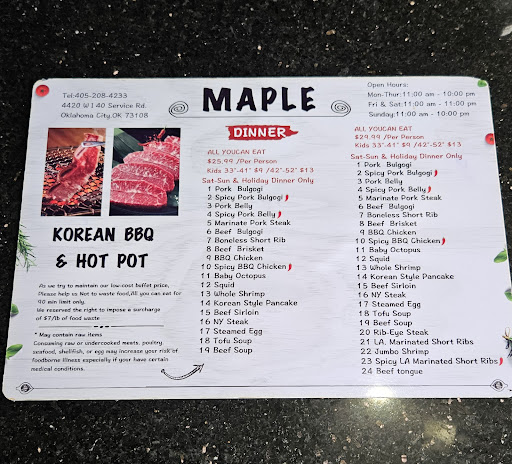 Tel:405-208-4233
4420 W I 40 Service Rd.
Oklahoma City,OK 73108
MAPLE
Open Hours:
Mon-Thur:11:00 am - 10:00 pm
Fri & Sat:11:00 am - 11:00 pm
Sunday:11:00 am - 10:00 pm
DINNER
KOREAN BBQ
& HOT POT
As we try to maintain our low-cost buffet price,
Please help us Not to waste food,All you can eat for
90 min limit only.
We reserved the right to impose a surcharge
of $7/lb of food waste
* May contain raw items
Consuming raw or undercooked meats, poultry,
seafood, shellfish, or egg may increase your risk of
foodborne illness especially if you have certain
medical conditions.
ALL YOUCAN EAT
$25.99 /Per Person
Kids 33"-41" $9 /42"-52" $13
Sat-Sun & Holiday Dinner Only
1 Pork Bulgogi
2 Spicy Pork Bulgogi
3 Pork Belly
4 Spicy Pork Belly
5 Marinate Pork Steak
6 Beef Bulgogi
7 Boneless Short Rib
8 Beef Brisket
9 BBQ Chicken
10 Spicy BBQ Chicken
11 Baby Octopus
12 Squid
13 Whole Shrimp
14 Korean Style Pancake
15 Beef Sirloin
16 NY Steak
17 Steamed Egg
18 Tofu Soup
19 Beef Soup
ALL YOU CAN EAT
$29.99 /Per Person
Kids 33"-41" $9 /42"-52" $13
Sat-Sun & Holiday Dinner Only
1 Pork Bulgogi
2 Spicy Pork Bulgogi
3 Pork Belly
4 Spicy Pork Belly
5 Marinate Pork Steak
6 Beef Bulgogi
7 Boneless Short Rib
8 Beef Brisket
9 BBQ Chicken
10 Spicy BBQ Chicken
11 Baby Octopus
12 Squid
13 Whole Shrimp
14 Korean Style Pancake
15 Beef Sirloin
16 NY Steak
17 Steamed Egg
18 Tofu Soup
19 Beef Soup
20 Rib-Eye Steak
21 LA. Marinated Short Ribs
22 Jumbo Shrimp
23 Spicy LA Marinated Short Ribs
24 Beef tongue